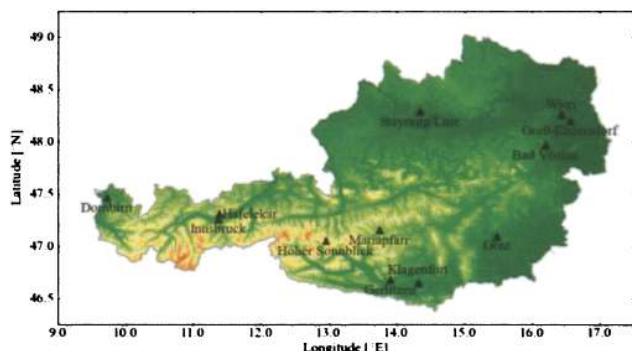 49 0
48 5
48 0
47 5
47 0
46 5
Latitude [°N]
Wien
Steyregg/Linz
Groß-Enzersdorf
Bad Vöslau
Dornbirn
Hafelekar
Innsbruck
Mariapfarr
Graz
Hoher Sonnblick
Klagenfurt
Gerlitzen
9.0 10 0 11 0 12 0 13 0 14 0 15 0 16 0 17.0
Longitude [°E]